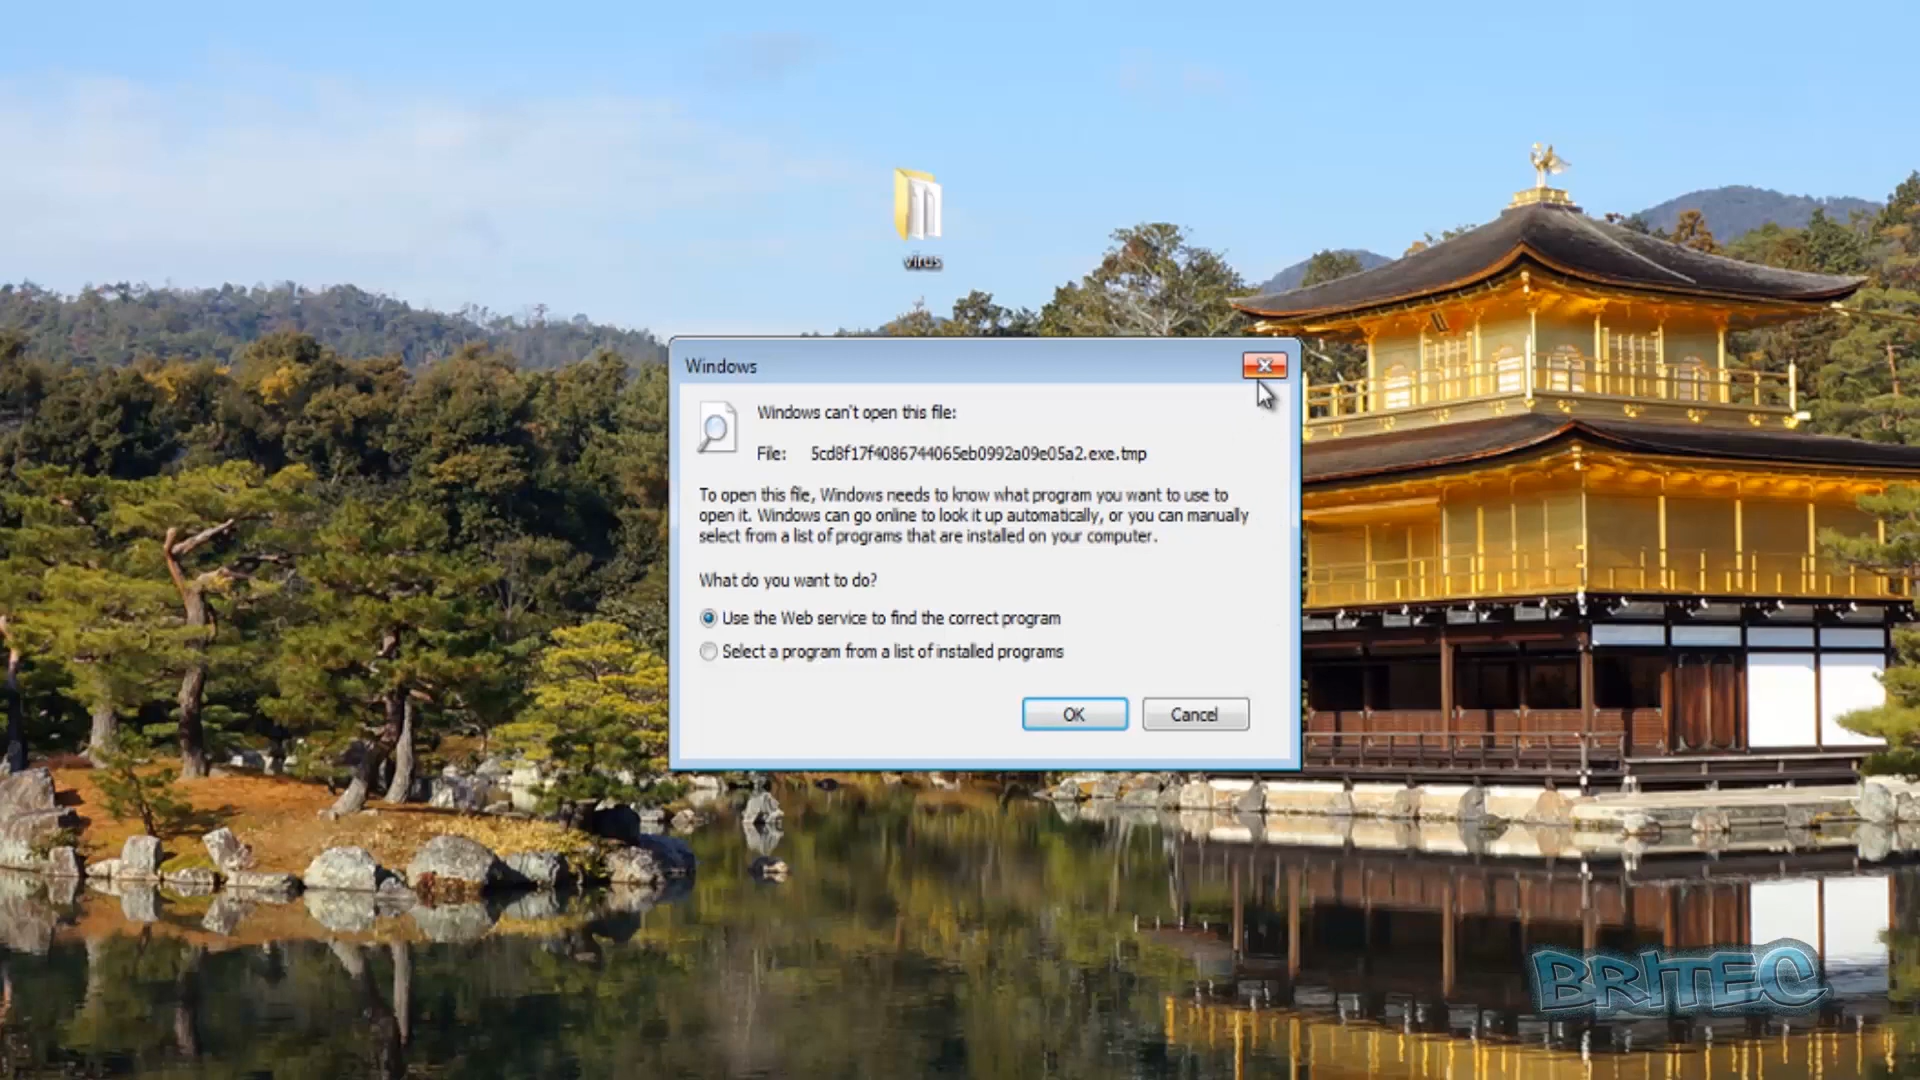 virus
Windows
Windows can't open this file:
File: 5cd8f17f4086744065eb0992a09e05a2.exe.tmp
To open this file, Windows needs to know what program you want to use to
open it. Windows can go online to look it up automatically, or you can manually
select from a list of programs that are installed on your computer.
What do you want to do?
Use the Web service to find the correct program
Select a program from a list of installed programs
OK Cancel
BRITEC